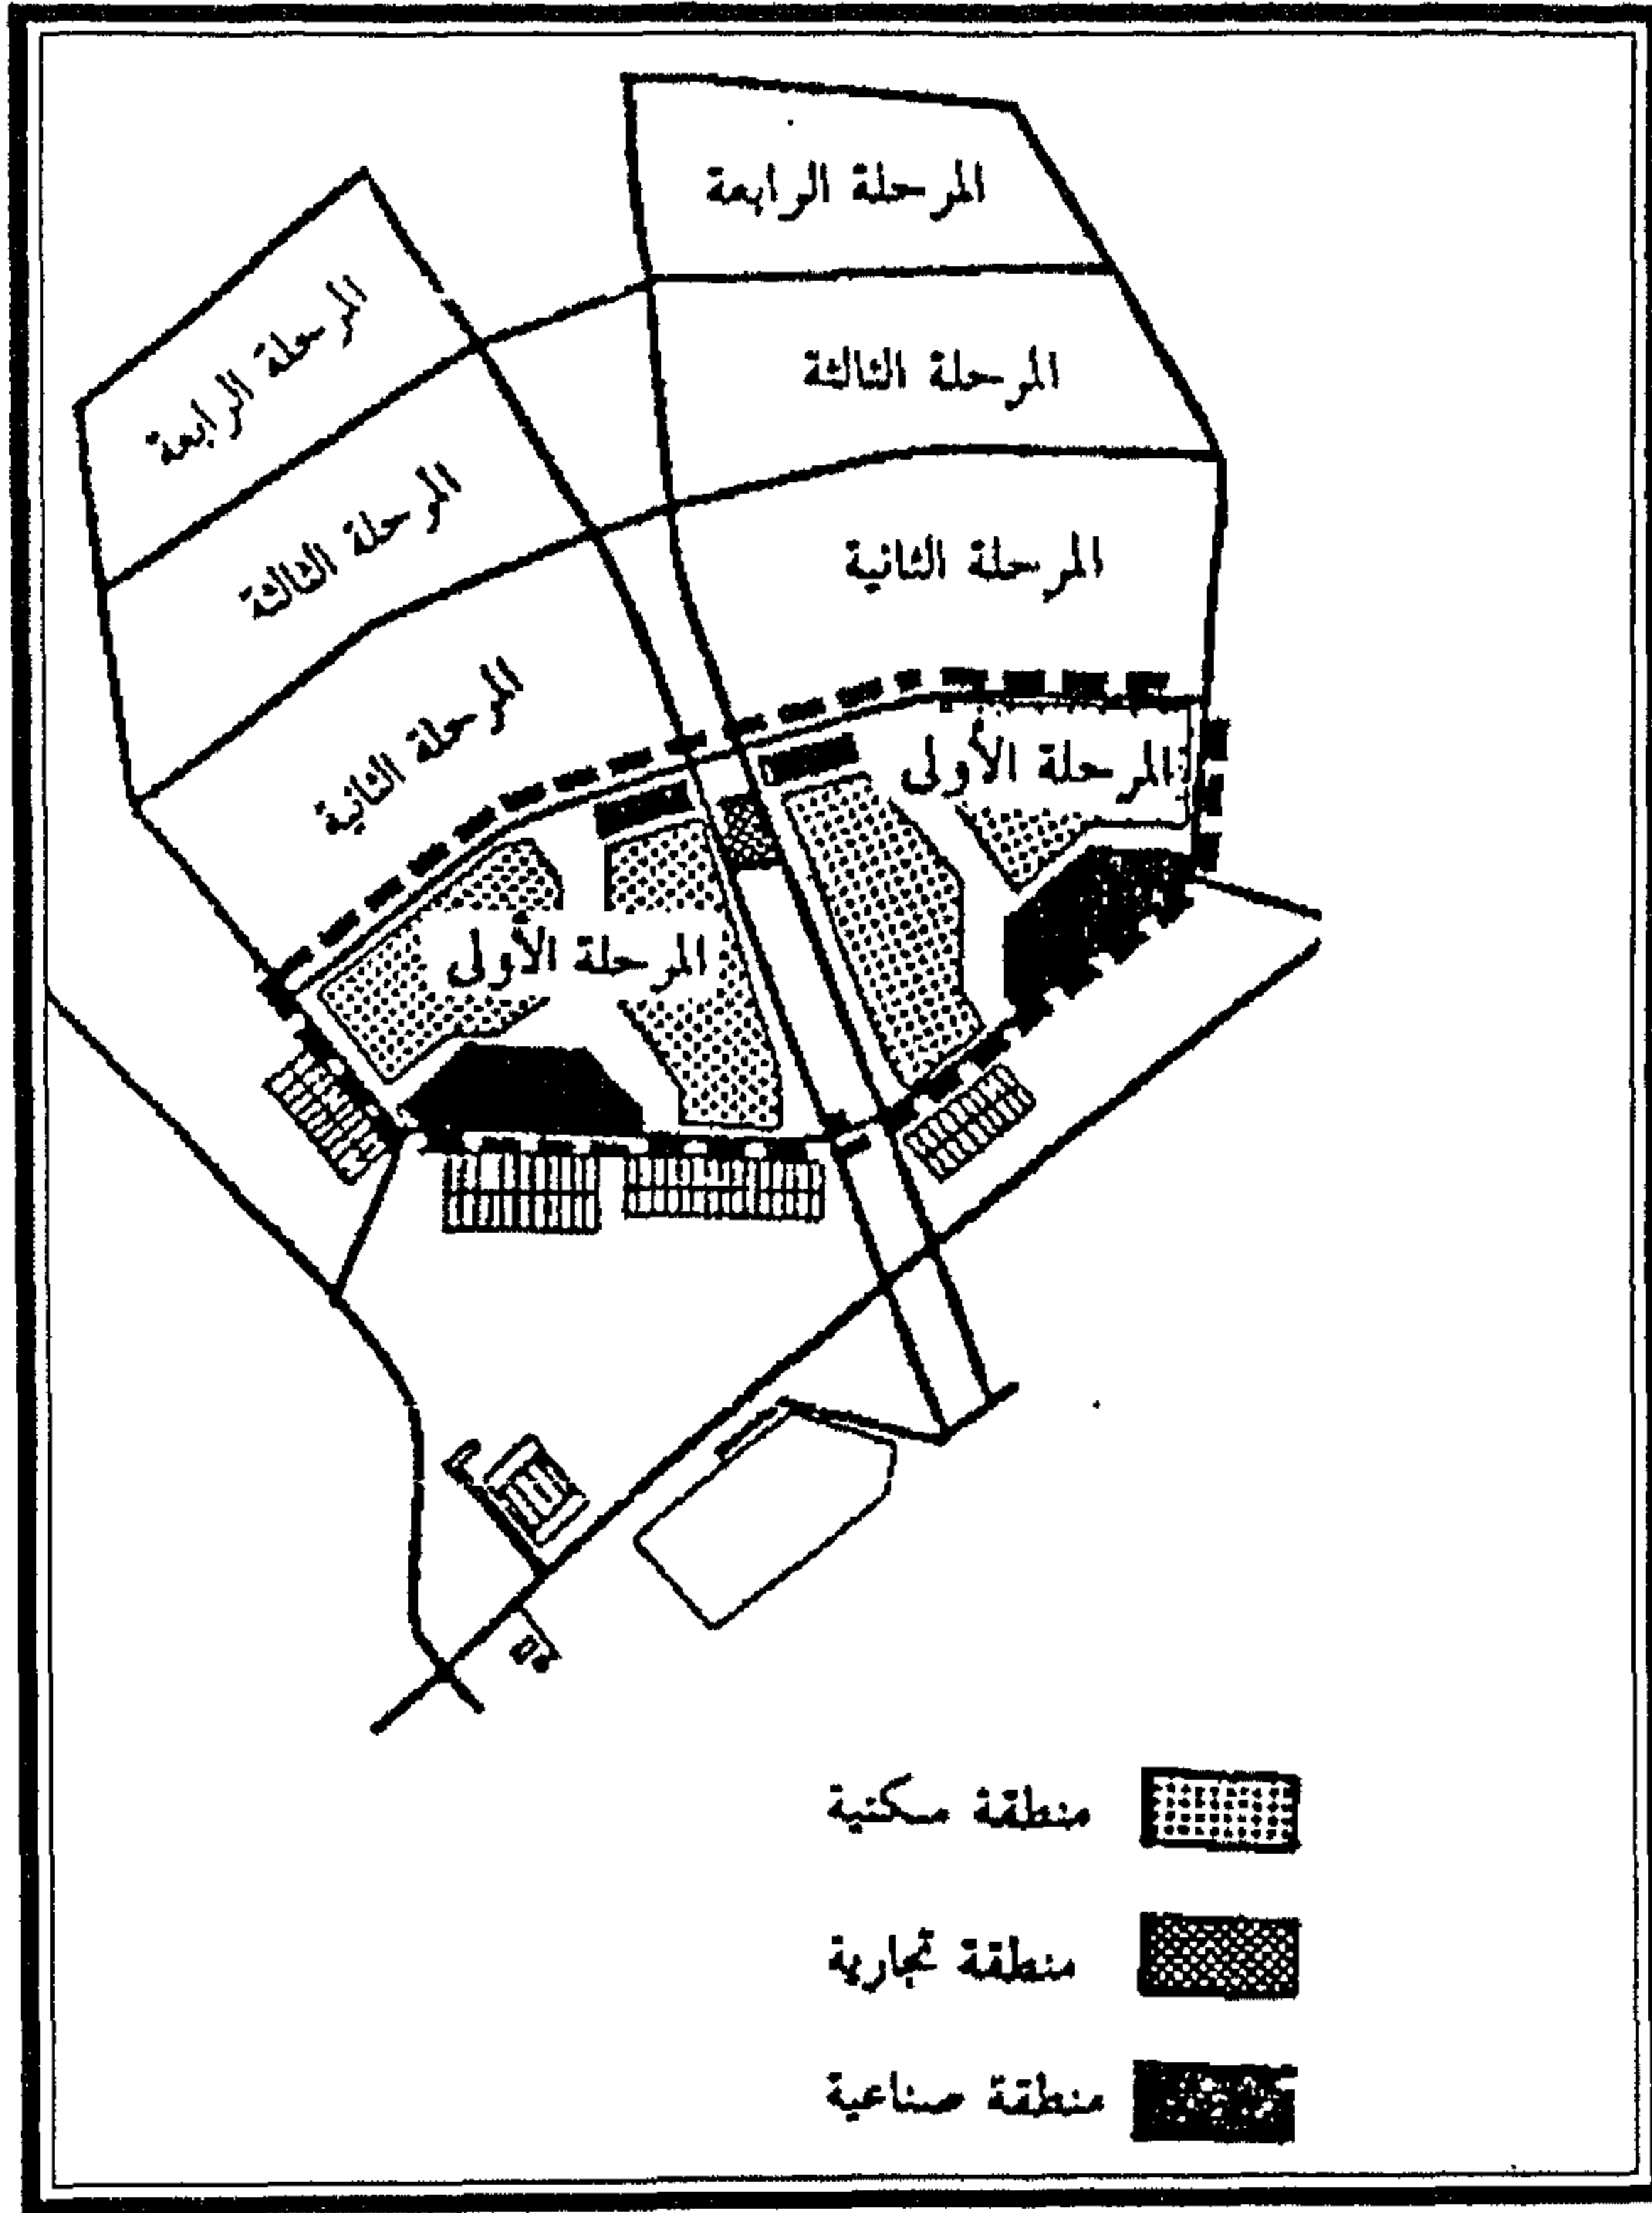 المرحلة الرابعة
المرحلة الثالثة
المرحلة الثانية
المرحلة الأولى
المرحلة الرابعة
المرحلة الثالثة
المرحلة الثانية
المرحلة الأولى
منطقة سكنية
منطقة تجارية
منطقة صناعية